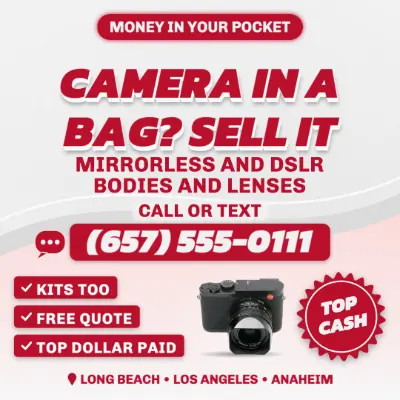 MONEY IN YOUR POCKET
CAMERA IN A
BAG? SELL IT
MIRRORLESS AND DSLR
BODIES AND LENSES
CALL OR TEXT
(657) 555-0111
✓ KITS TOO
✓ FREE QUOTE
✓ TOP DOLLAR PAID
TOP
CASH
LONG BEACH • LOS ANGELES • ANAHEIM